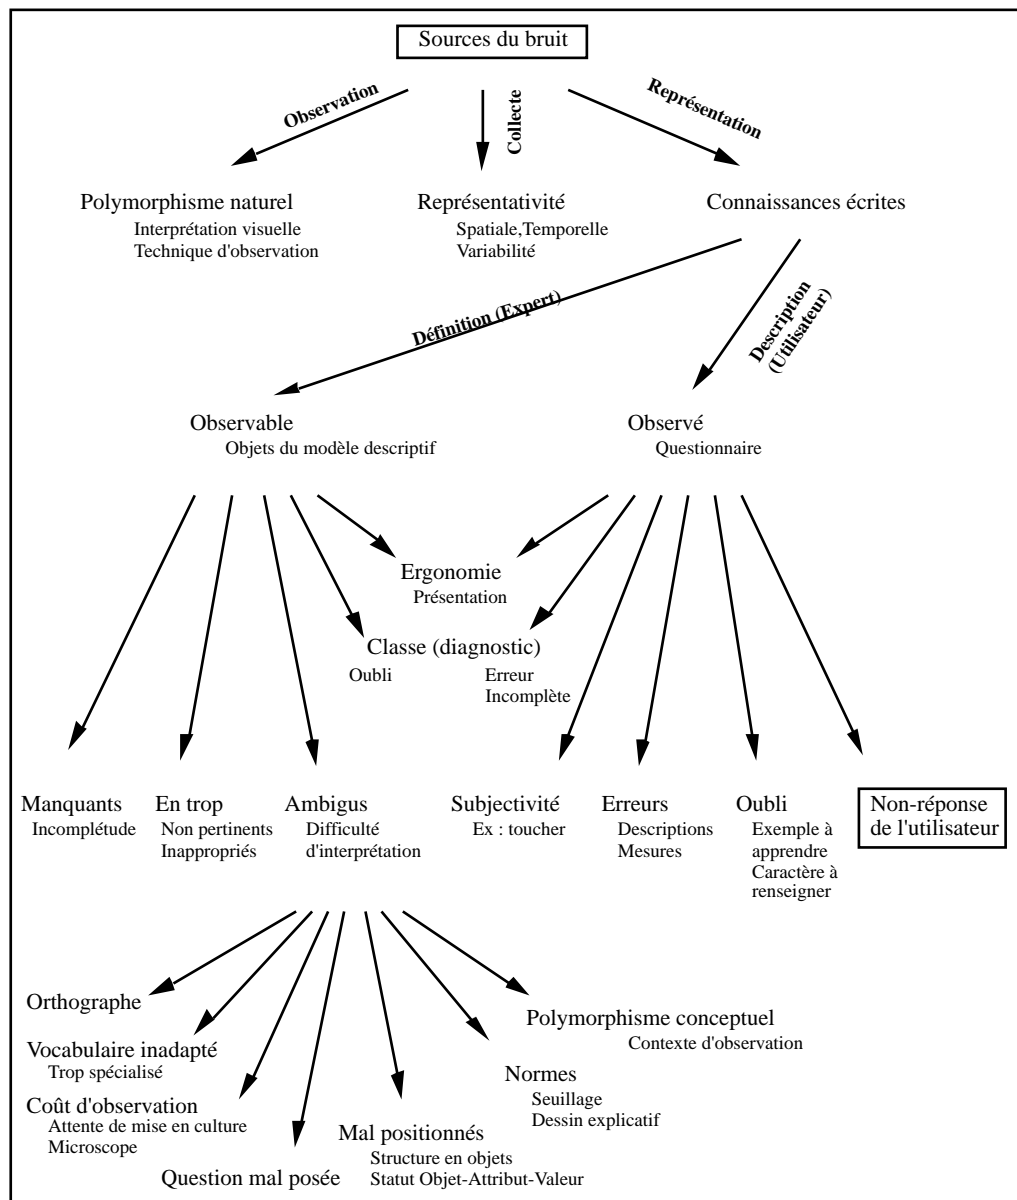 Sources du bruit
Observation
Collecte
Représentation
Polymorphisme naturel
Interprétation visuelle
Technique d'observation
Représentativité
Spatiale,Temporelle
Variabilité
Connaissances écrites
Définition (Expert)
Description
(Utilisateur)
Observable
Objets du modèle descriptif
Observé
Questionnaire
Ergonomie
Présentation
Classe (diagnostic)
Oubli
Erreur
Incomplète
Manquants
Incomplétude
En trop
Non pertinents
Inappropriés
Ambigus
Difficulté
d'interprétation
Subjectivité
Ex : toucher
Erreurs
Descriptions
Mesures
Oubli
Exemple à
apprendre
Caractère à
renseigner
Non-réponse
de l'utilisateur
Orthographe
Vocabulaire inadapté
Trop spécialisé
Coût d'observation
Attente de mise en culture
Microscope
Question mal posée
Mal positionnés
Structure en objets
Statut Objet-Attribut-Valeur
Normes
Seuillage
Dessin explicatif
Polymorphisme conceptuel
Contexte d'observation